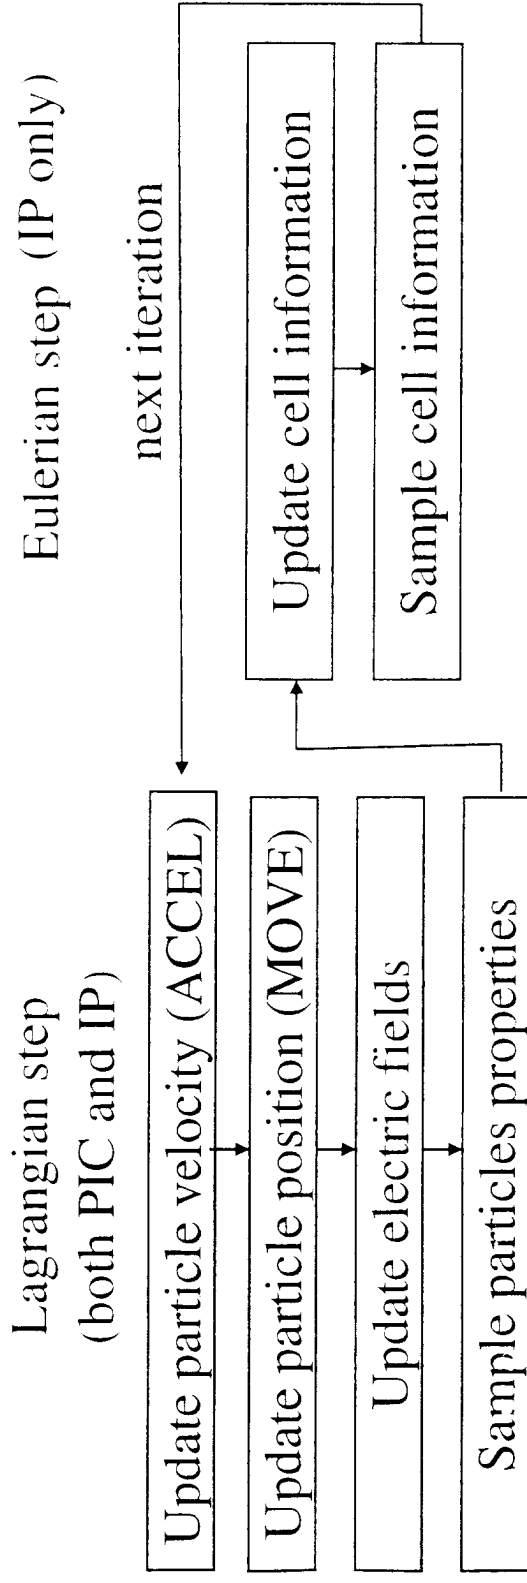 Lagrangian step
(both PIC and IP)
Update particle velocity (ACCEL)
Update particle position (MOVE)
Update electric fields
Sample particles properties
Eulerian step (IP only)
next iteration
Update cell information
Sample cell information